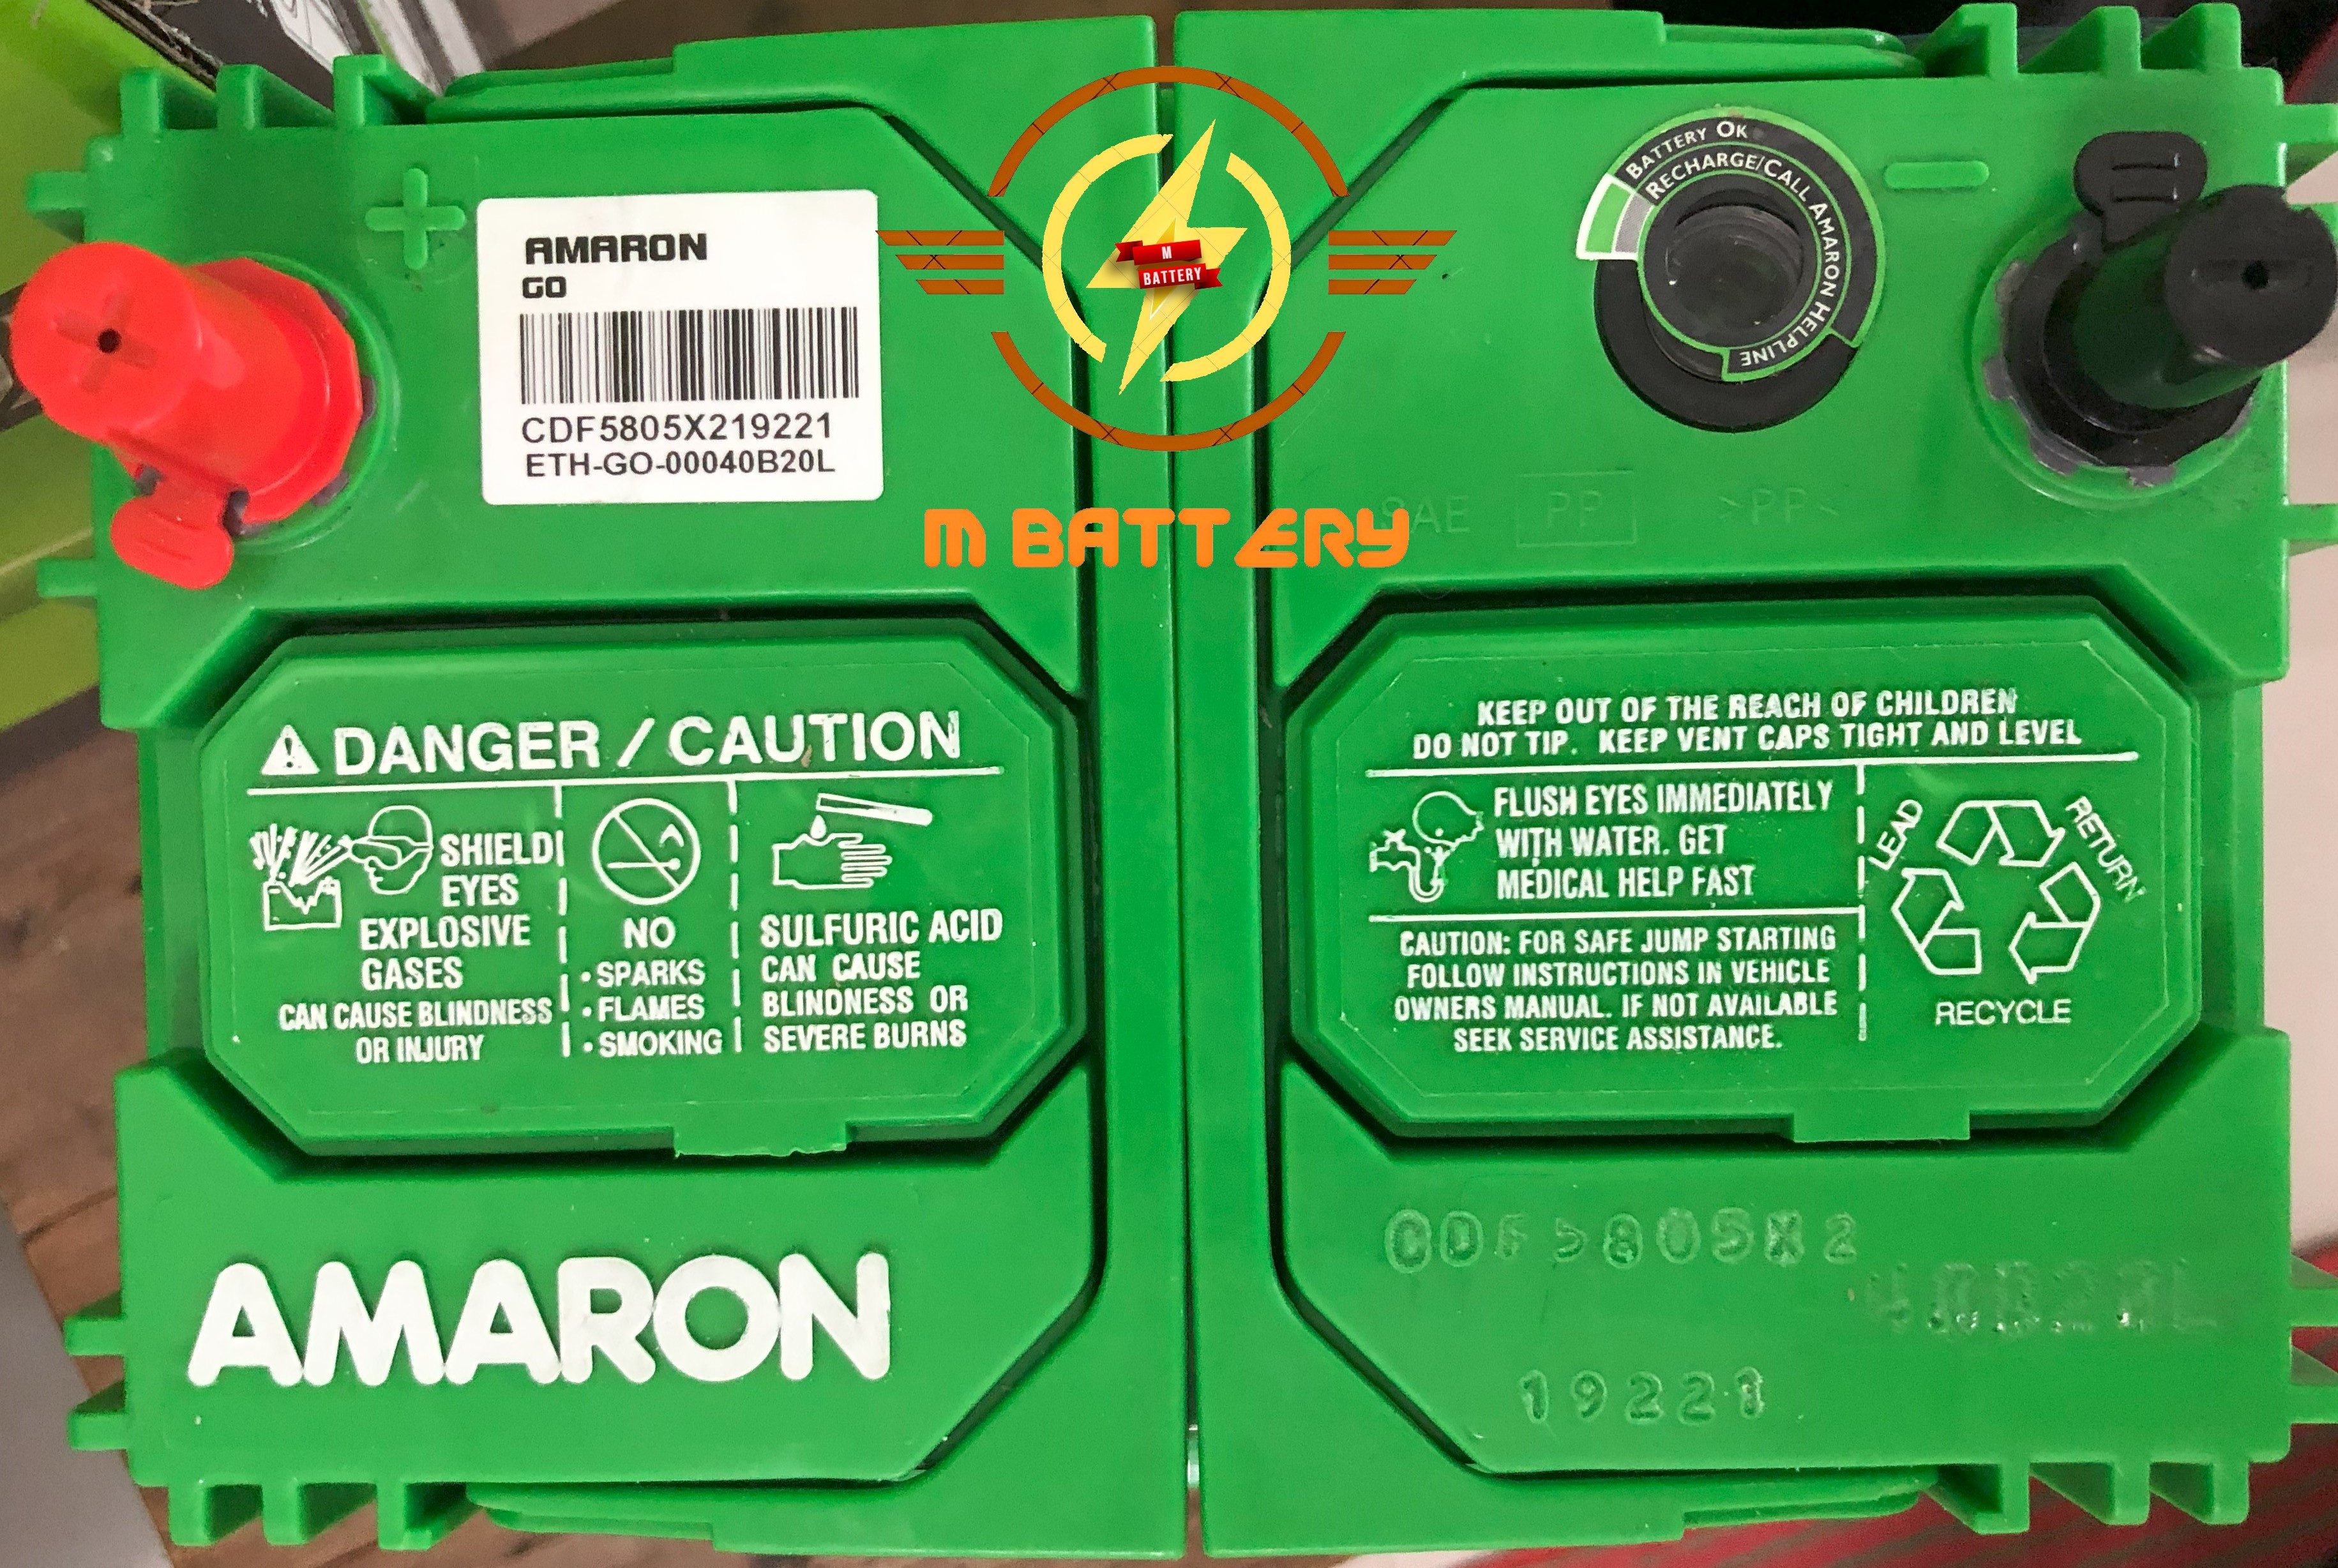 AMARON
GO
CDF5805X219221
ETH-GO-00040B20L
M
BATTERY
M BATTERY
BATTERY OK
RECHARGE/CALL AMARON HELPLINE
SAE PP >PP<
DANGER / CAUTION
SHIELD
EYES
EXPLOSIVE
GASES
CAN CAUSE BLINDNESS
OR INJURY
NO
• SPARKS
• FLAMES
• SMOKING
SULFURIC ACID
CAN CAUSE
BLINDNESS OR
SEVERE BURNS
KEEP OUT OF THE REACH OF CHILDREN
DO NOT TIP. KEEP VENT CAPS TIGHT AND LEVEL
FLUSH EYES IMMEDIATELY
WITH WATER. GET
MEDICAL HELP FAST
CAUTION: FOR SAFE JUMP STARTING
FOLLOW INSTRUCTIONS IN VEHICLE
OWNERS MANUAL. IF NOT AVAILABLE
SEEK SERVICE ASSISTANCE.
LEAD
RETURN
RECYCLE
AMARON
CDF5805X2
19221